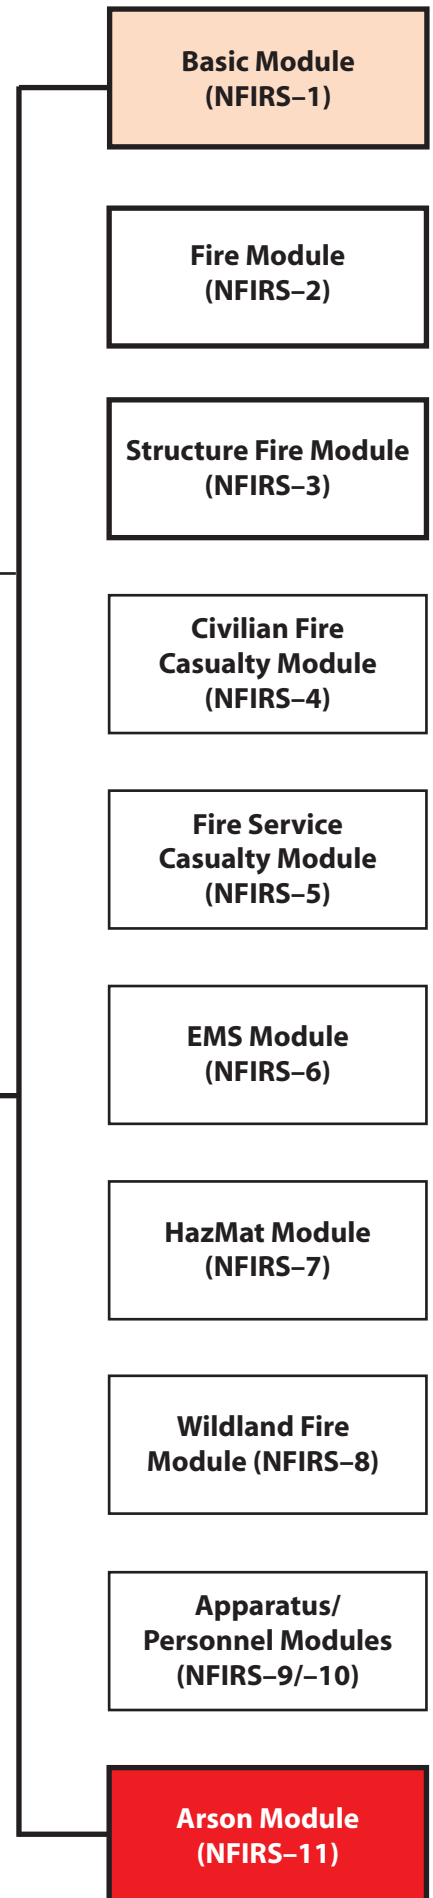 Basic Module
(NFIRS–1)
Fire Module
(NFIRS–2)
Structure Fire Module
(NFIRS–3)
Civilian Fire
Casualty Module
(NFIRS–4)
Fire Service
Casualty Module
(NFIRS–5)
EMS Module
(NFIRS–6)
HazMat Module
(NFIRS–7)
Wildland Fire
Module (NFIRS–8)
Apparatus/
Personnel Modules
(NFIRS–9/–10)
Arson Module
(NFIRS–11)